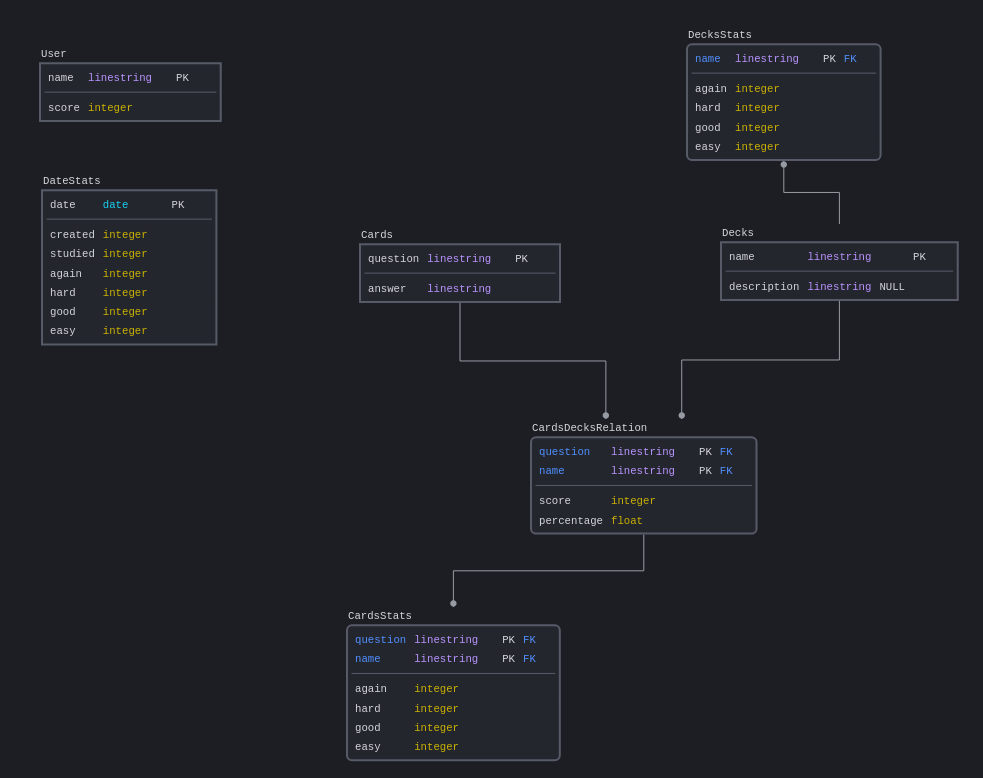 User
name linestring PK
score integer
DateStats
date date PK
created integer
studied integer
again integer
hard integer
good integer
easy integer
DecksStats
name linestring PK FK
again integer
hard integer
good integer
easy integer
Cards
question linestring PK
answer linestring
Decks
name linestring PK
description linestring NULL
CardsDecksRelation
question linestring PK FK
name linestring PK FK
score integer
percentage float
CardsStats
question linestring PK FK
name linestring PK FK
again integer
hard integer
good integer
easy integer